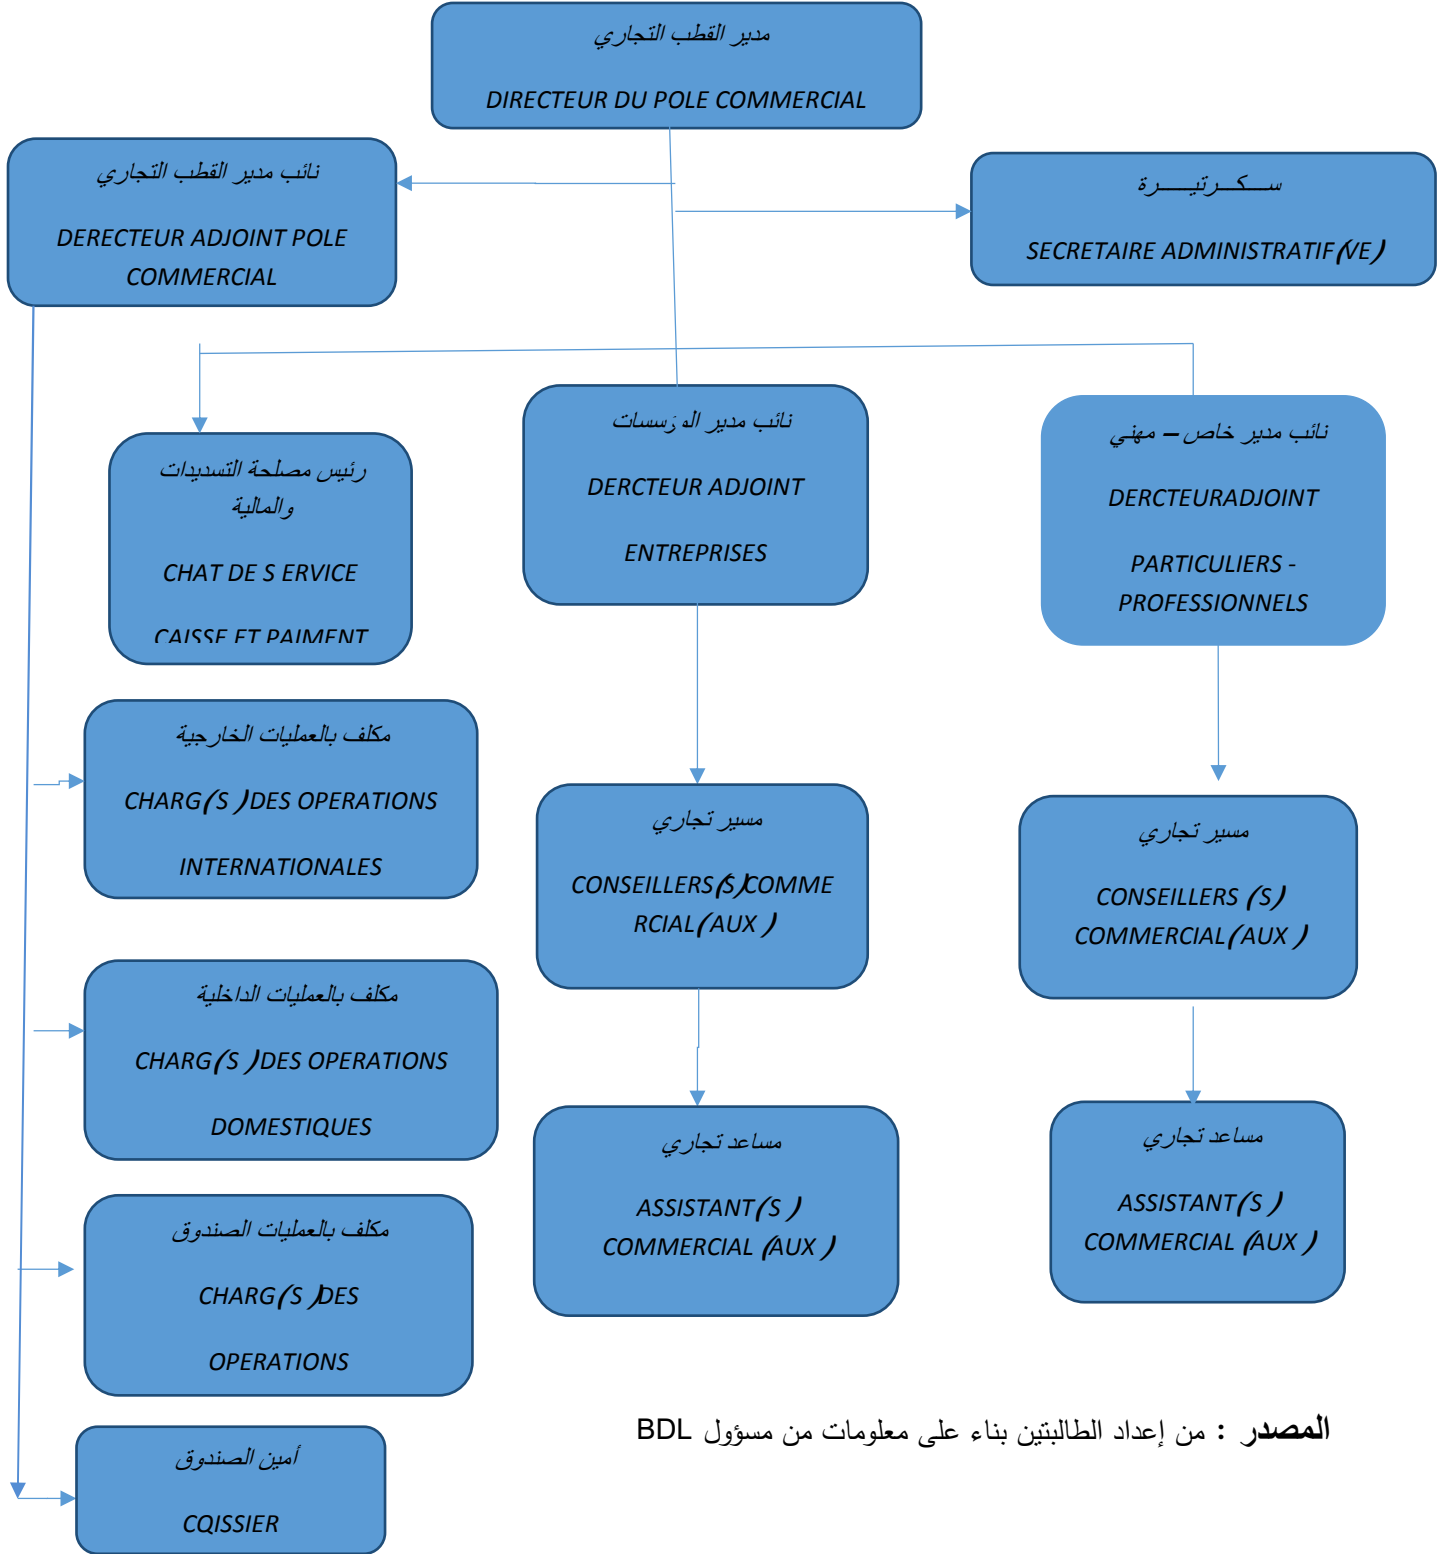 مدير القطب التجاري
DIRECTEUR DU POLE COMMERCIAL
نائب مدير القطب التجاري
DERECTEUR ADJOINT POLE
COMMERCIAL
ســـكـــرتيـــــرة
SECRETAIRE ADMINISTRATIF(VE)
رئيس مصلحة التسديدات
والمالية
CHAT DE S ERVICE
CAISSE ET PAIMENT
نائب مدير المؤسسات
DERCTEUR ADJOINT
ENTREPRISES
نائب مدير خاص – مهني
DERCTEURADJOINT
PARTICULIERS -
PROFESSIONNELS
مكلف بالعمليات الخارجية
CHARG(S )DES OPERATIONS
INTERNATIONALES
مسير تجاري
CONSEILLERS(S)COMME
RCIAL(AUX )
مسير تجاري
CONSEILLERS (S)
COMMERCIAL(AUX )
مكلف بالعمليات الداخلية
CHARG(S )DES OPERATIONS
DOMESTIQUES
مساعد تجاري
ASSISTANT(S )
COMMERCIAL (AUX )
مساعد تجاري
ASSISTANT(S )
COMMERCIAL (AUX )
مكلف بالعمليات الصندوق
CHARG(S )DES
OPERATIONS
أمين الصندوق
CQISSIER
المصدر : من إعداد الطالبتين بناء على معلومات من مسؤول BDL